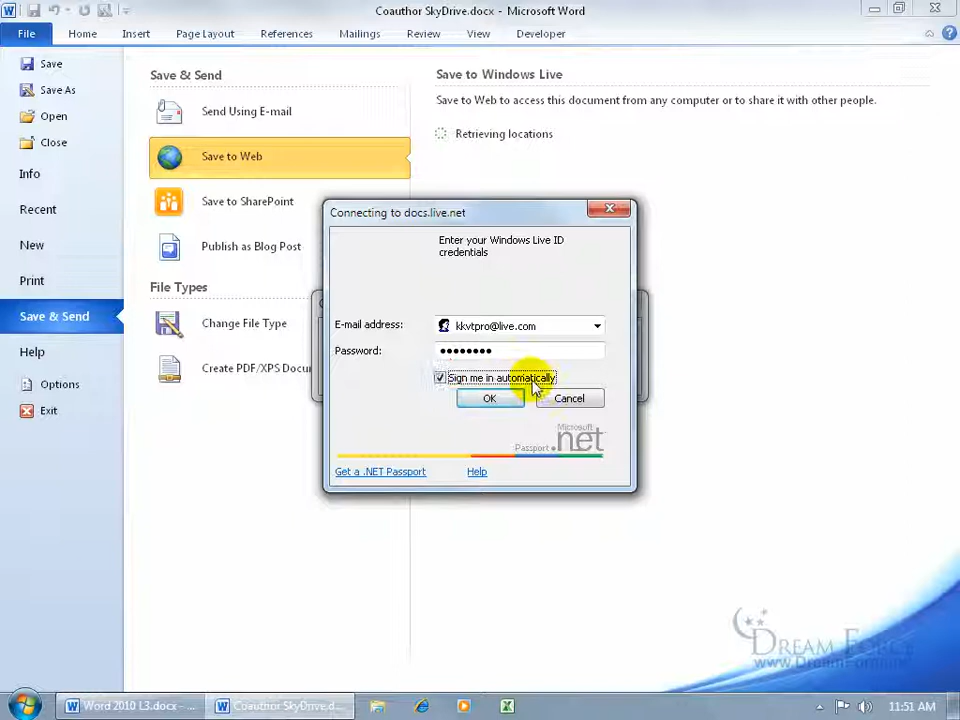 Coauthor SkyDrive.docx - Microsoft Word
File Home Insert Page Layout References Mailings Review View Developer
Save
Save As
Open
Close
Info
Recent
New
Print
Save & Send
Help
Options
Exit
Save & Send
Send Using E-mail
Save to Web
Save to SharePoint
Publish as Blog Post
File Types
Change File Type
Create PDF/XPS Docu
Save to Windows Live
Save to Web to access this document from any computer or to share it with other people.
Retrieving locations
Connecting to docs.live.net
Enter your Windows Live ID
credentials
E-mail address: kkvtpro@live.com
Password: ●●●●●●●●
Sign me in automatically
OK Cancel
Microsoft
Passport .net
Get a .NET Passport Help
DREAM FORCE
Word 2010 L3.docx - ... Coauthor SkyDrive.d... 11:51 AM